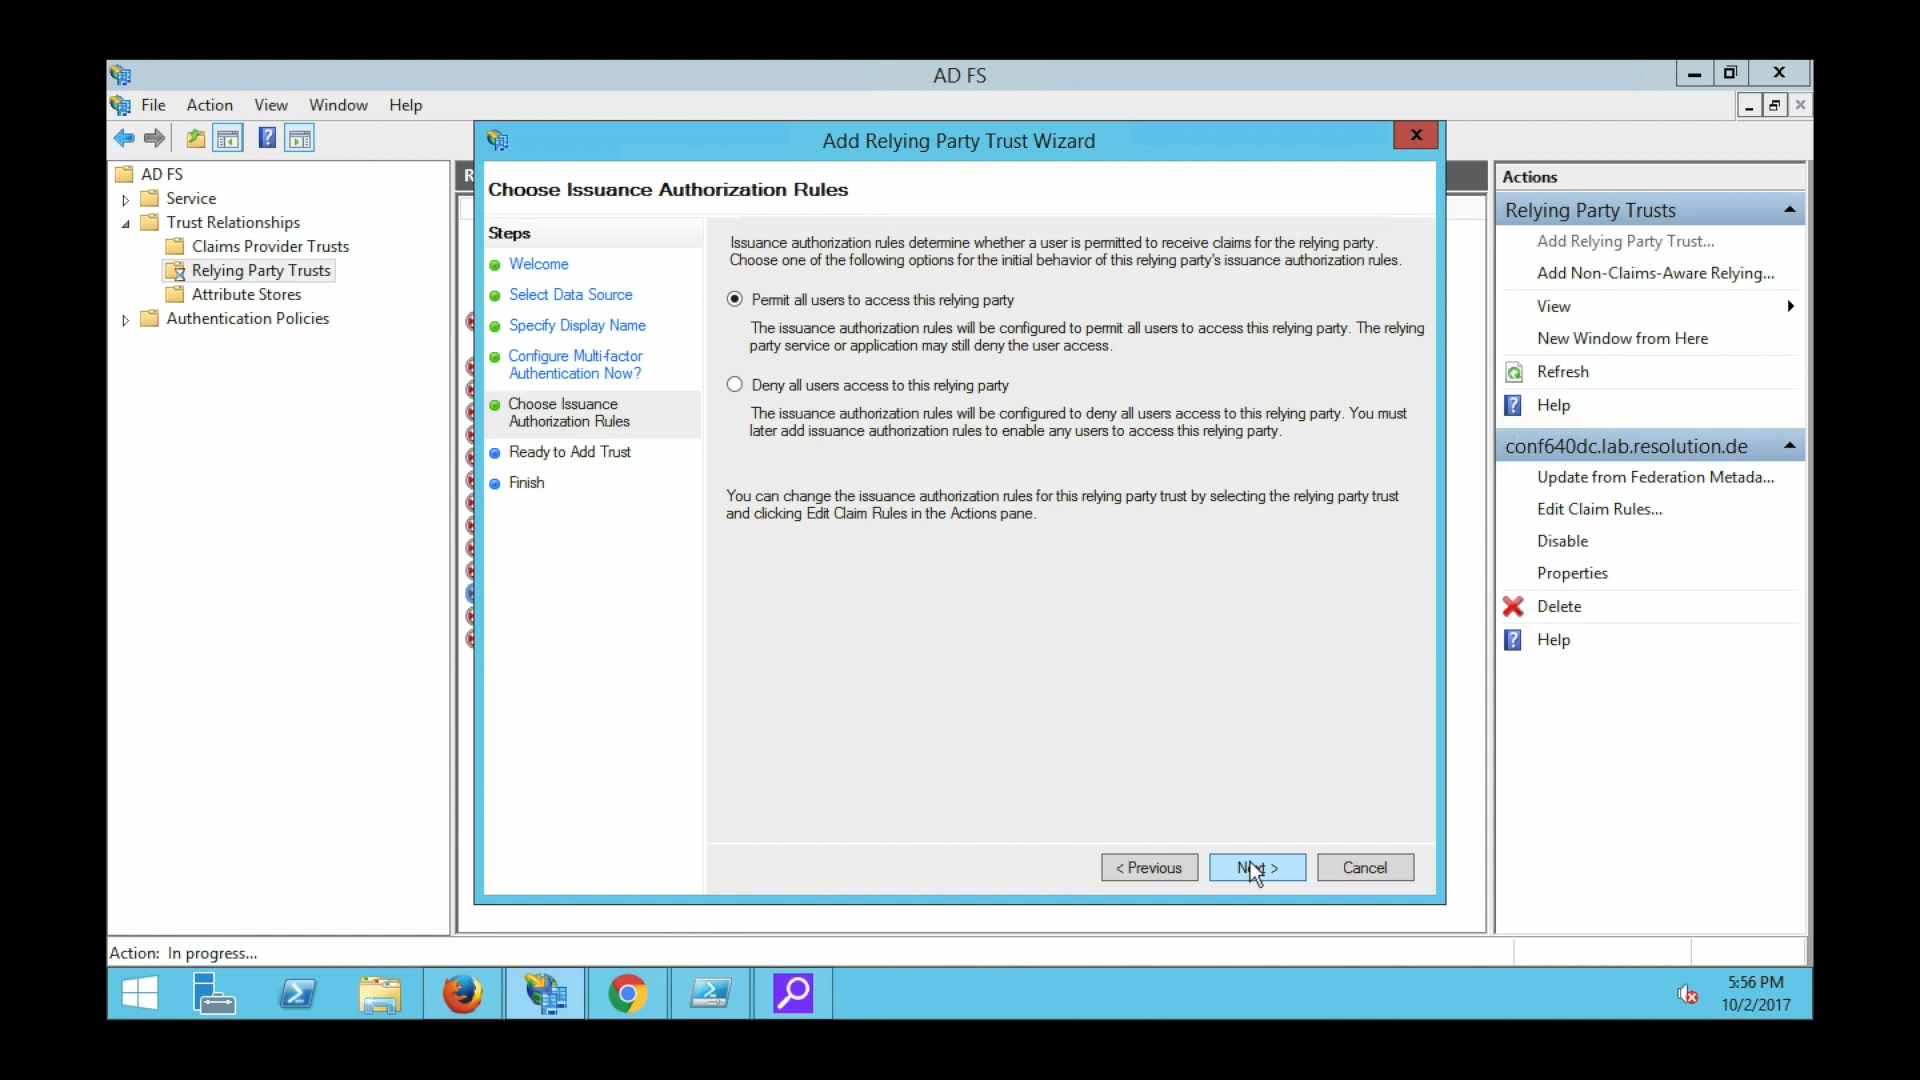 AD FS
File Action View Window Help
AD FS
Service
Trust Relationships
Claims Provider Trusts
Relying Party Trusts
Attribute Stores
Authentication Policies
Add Relying Party Trust Wizard
x
Choose Issuance Authorization Rules
Steps
Welcome
Select Data Source
Specify Display Name
Configure Multi-factor
Authentication Now?
Choose Issuance
Authorization Rules
Ready to Add Trust
Finish
Issuance authorization rules determine whether a user is permitted to receive claims for the relying party.
Choose one of the following options for the initial behavior of this relying party's issuance authorization rules.
Permit all users to access this relying party
The issuance authorization rules will be configured to permit all users to access this relying party. The relying
party service or application may still deny the user access.
Deny all users access to this relying party
The issuance authorization rules will be configured to deny all users access to this relying party. You must
later add issuance authorization rules to enable any users to access this relying party.
You can change the issuance authorization rules for this relying party trust by selecting the relying party trust
and clicking Edit Claim Rules in the Actions pane.
< Previous
Next >
Cancel
Actions
Relying Party Trusts
Add Relying Party Trust...
Add Non-Claims-Aware Relying...
View
New Window from Here
Refresh
Help
conf640dc.lab.resolution.de
Update from Federation Metada...
Edit Claim Rules...
Disable
Properties
Delete
Help
Action: In progress...
5:56 PM
10/2/2017